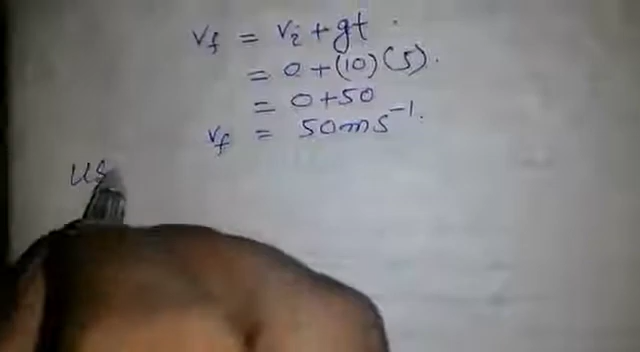 vf = vi + gt .
= 0 + (10) (5) .
= 0 + 50
vf = 50ms⁻¹.
us